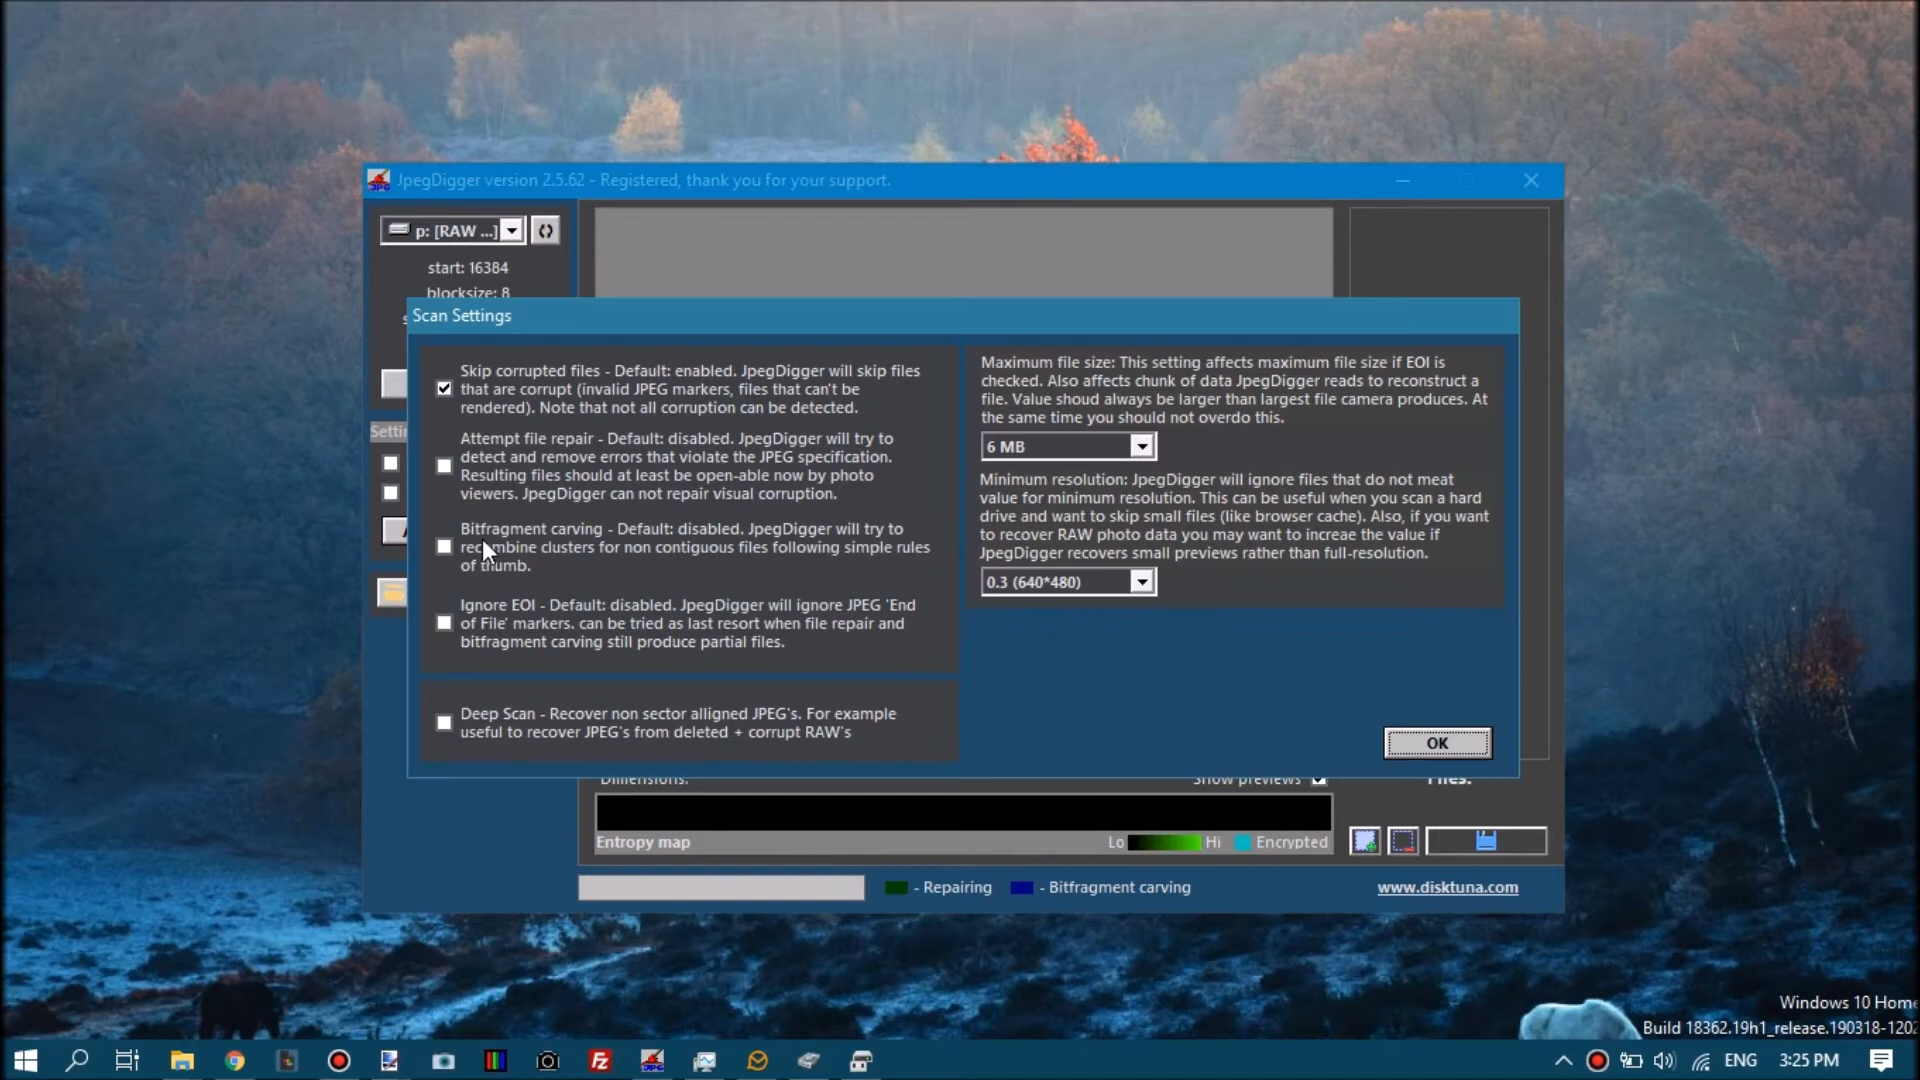 JpegDigger version 2.5.62 - Registered, thank you for your support.
p: [RAW ...]
start: 16384
blocksize: 8
Scan Settings
Skip corrupted files - Default: enabled. JpegDigger will skip files
that are corrupt (invalid JPEG markers, files that can't be
rendered). Note that not all corruption can be detected.
Attempt file repair - Default: disabled. JpegDigger will try to
detect and remove errors that violate the JPEG specification.
Resulting files should at least be open-able now by photo
viewers. JpegDigger can not repair visual corruption.
Bitfragment carving - Default: disabled. JpegDigger will try to
recombine clusters for non contiguous files following simple rules
of thumb.
Ignore EOI - Default: disabled. JpegDigger will ignore JPEG 'End
of File' markers. can be tried as last resort when file repair and
bitfragment carving still produce partial files.
Deep Scan - Recover non sector alligned JPEG's. For example
useful to recover JPEG's from deleted + corrupt RAW's
Maximum file size: This setting affects maximum file size if EOI is
checked. Also affects chunk of data JpegDigger reads to reconstruct a
file. Value shoud always be larger than largest file camera produces. At
the same time you should not overdo this.
6 MB
Minimum resolution: JpegDigger will ignore files that do not meat
value for minimum resolution. This can be useful when you scan a hard
drive and want to skip small files (like browser cache). Also, if you want
to recover RAW photo data you may want to increae the value if
JpegDigger recovers small previews rather than full-resolution.
0.3 (640*480)
OK
Settin
Dimensions:
Show previews
Files:
Entropy map
Lo
Hi
Encrypted
- Repairing
- Bitfragment carving
www.disktuna.com
Windows 10 Home
Build 18362.19h1_release.190318-1202
ENG
3:25 PM